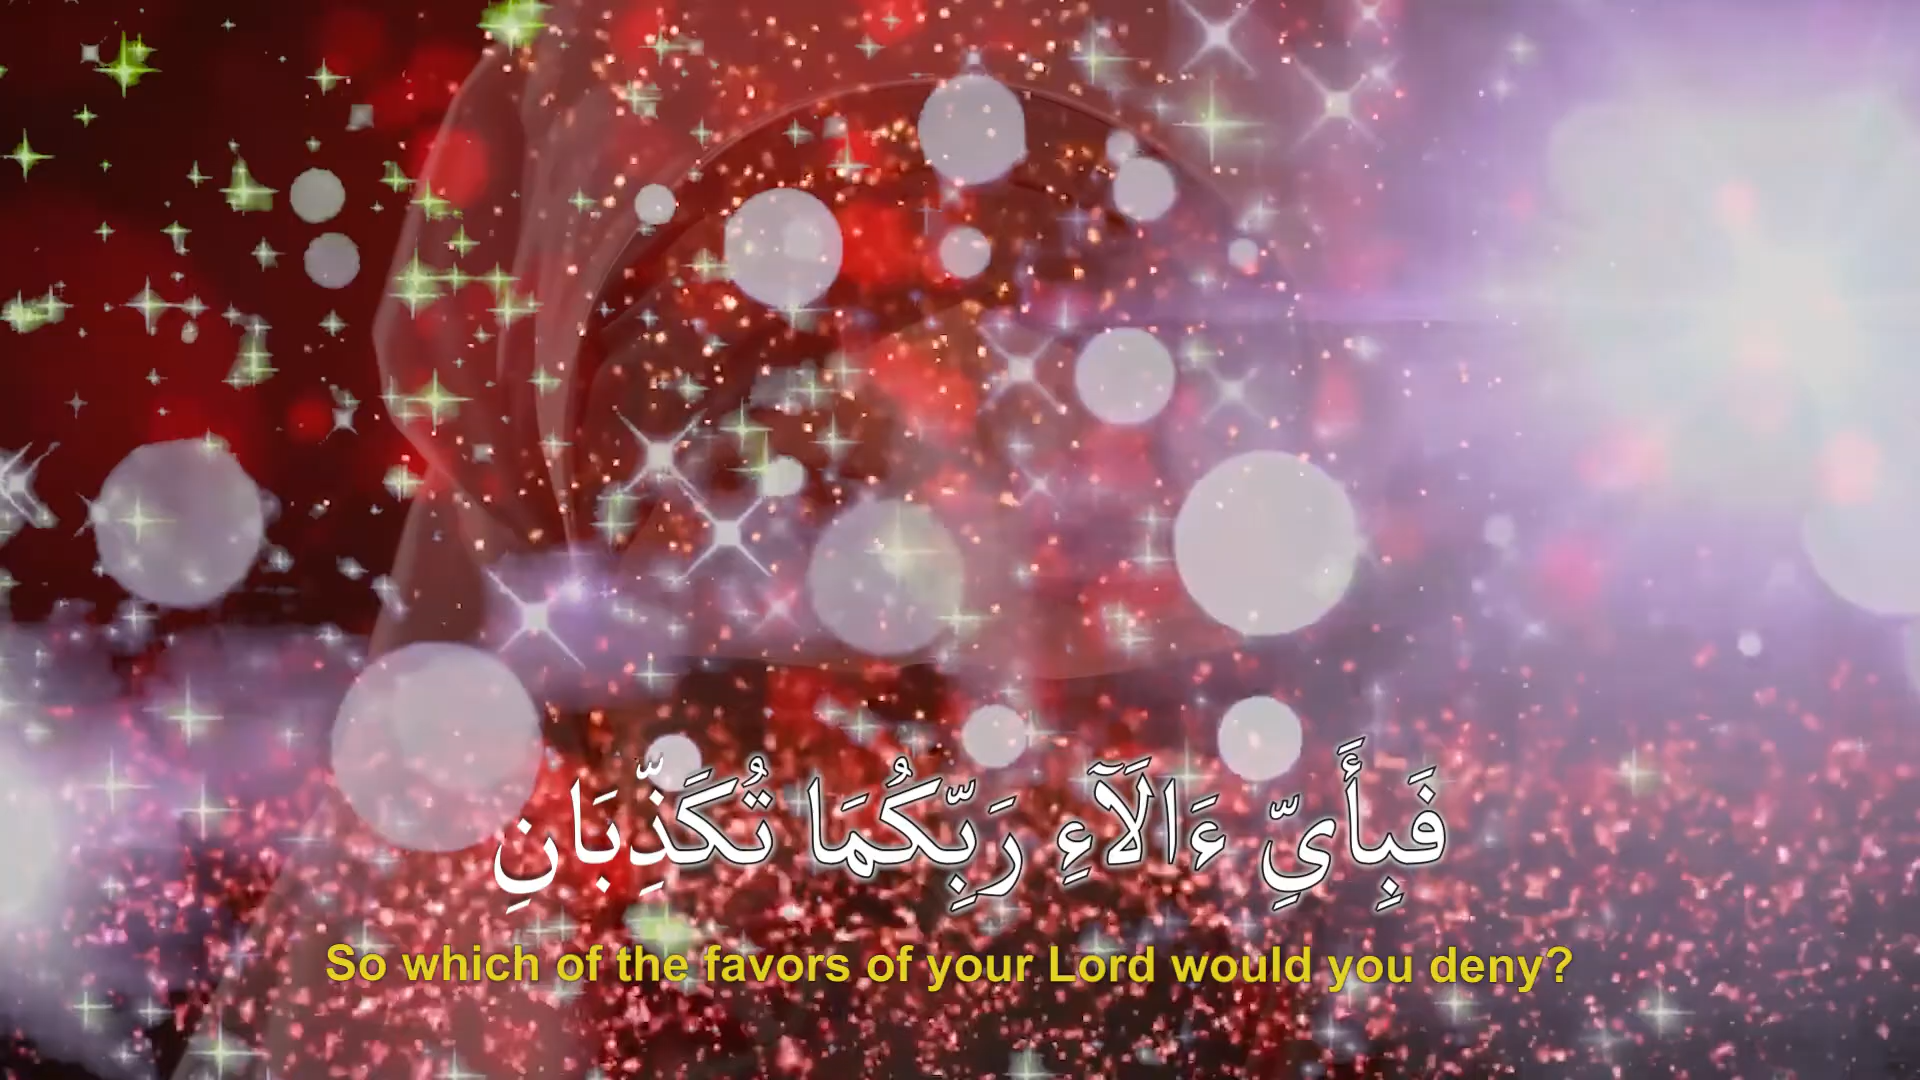 فَبِأَيِّ ءَالَآءِ رَبِّكُمَا تُكَذِّبَانِ
So which of the favors of your Lord would you deny?